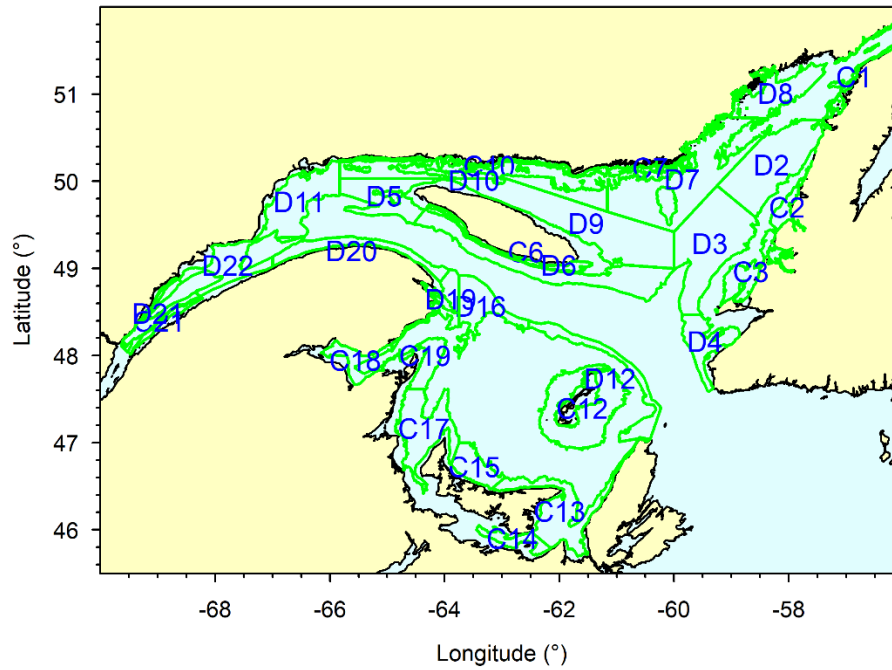 C1
D8
51
D2
C10
C7
50
D10
D7
D5
D11
C2
D9
D3
C6
D20
D22
D6
C3
49
D19
D16
D21
C21
D4
C18
C19
48
D12
C12
C17
47
C15
C13
C14
46
Latitude (°)
-68
-66
-64
-62
-60
-58
Longitude (°)